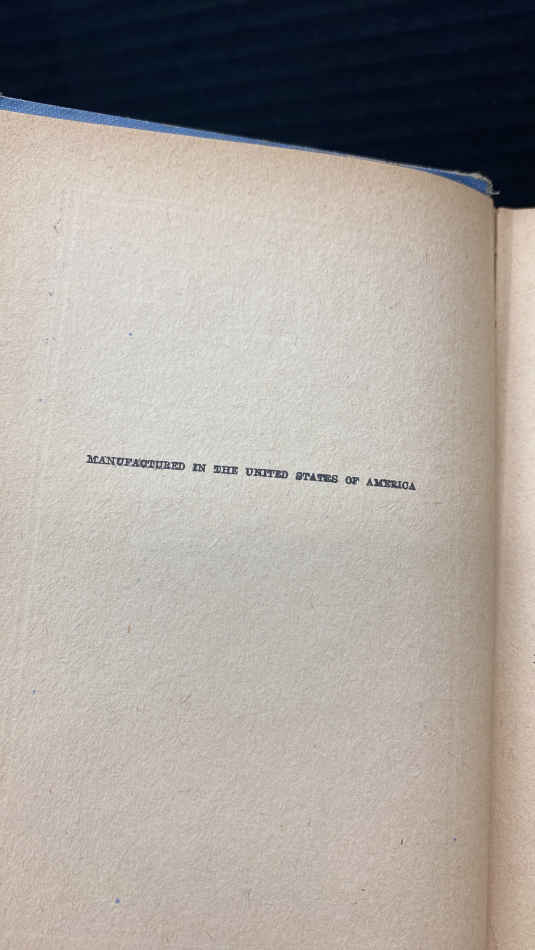 MANUFACTURED IN THE UNITED STATES OF AMERICA